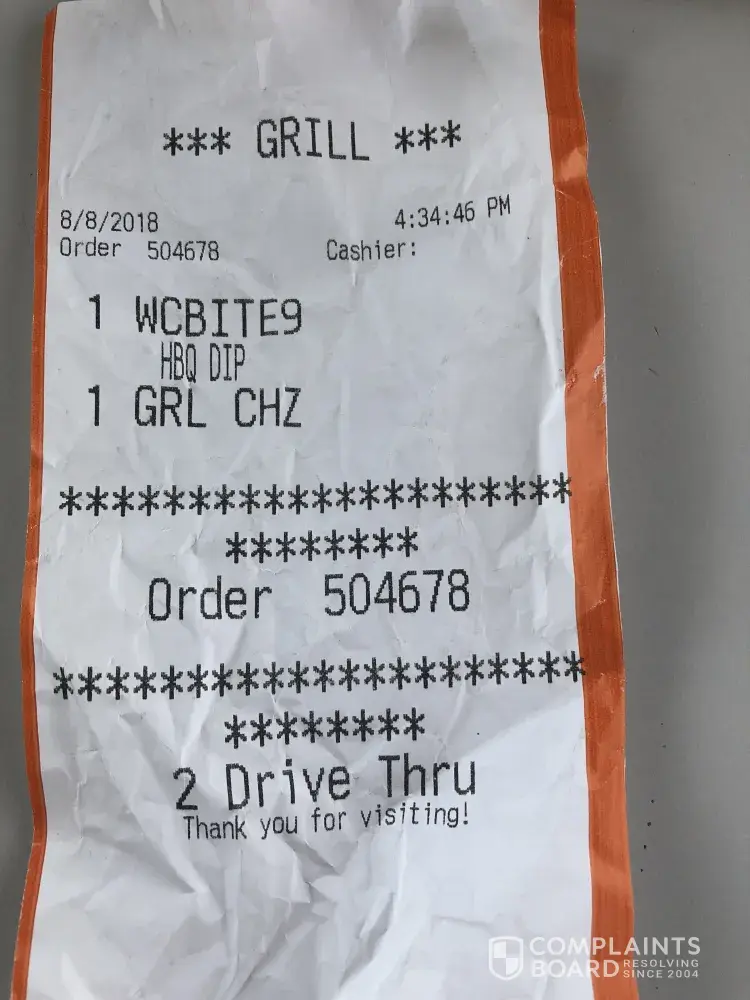 *** GRILL ***
8/8/2018 4:34:46 PM
Order 504678 Cashier:
1 WCBITE9
HBQ DIP
1 GRL CHZ
*********************
********
Order 504678
*********************
********
2 Drive Thru
Thank you for visiting!
COMPLAINTS
BOARD RESOLVING SINCE 2004